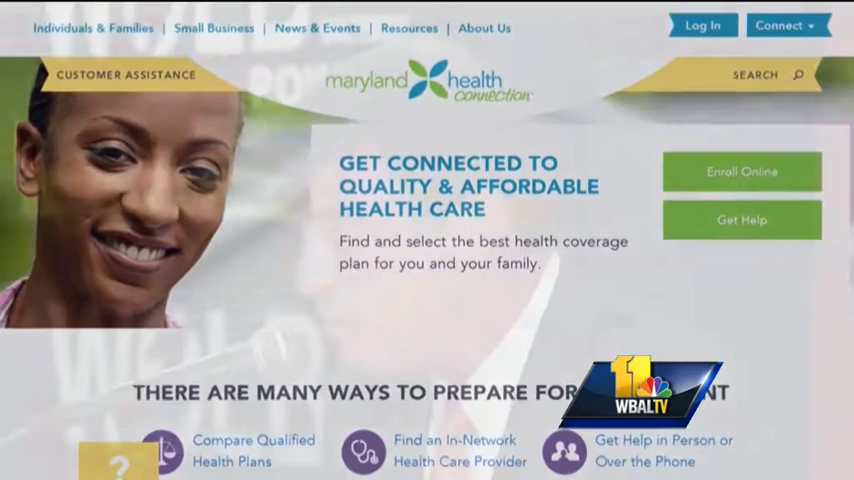 Individuals & Families | Small Business | News & Events | Resources | About Us
Log In
Connect
CUSTOMER ASSISTANCE
SEARCH
maryland health
connection
GET CONNECTED TO
QUALITY & AFFORDABLE
HEALTH CARE
Find and select the best health coverage
plan for you and your family.
Enroll Online
Get Help
THERE ARE MANY WAYS TO PREPARE FOR
NT
11
WBALTV
Compare Qualified
Health Plans
Find an In-Network
Health Care Provider
Get Help in Person or
Over the Phone
?